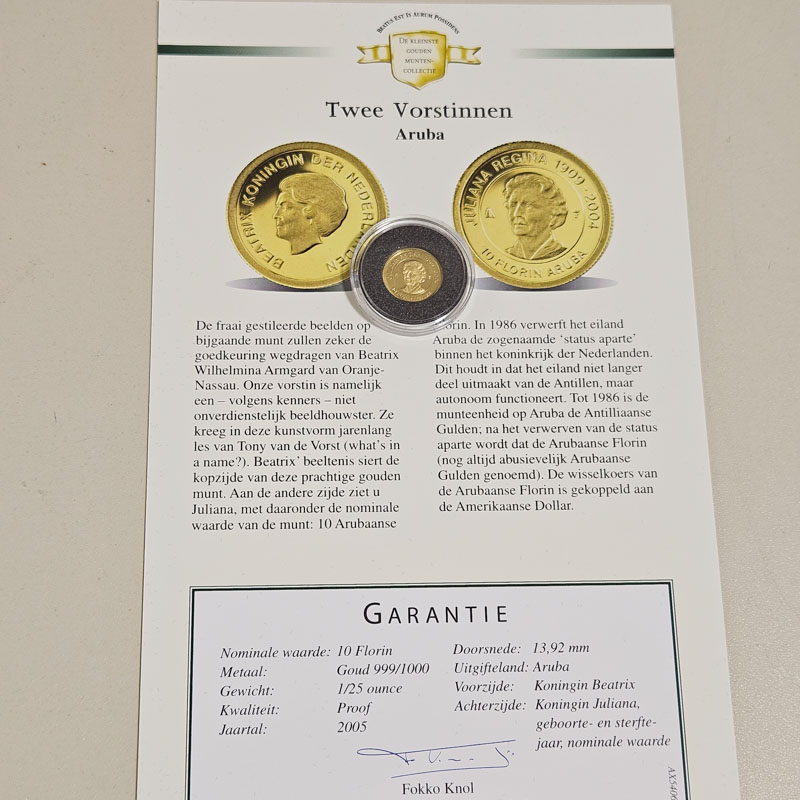 BEATUS EST IS AURUM POSSIDENS
DE KLEINSTE
GOUDEN
MUNTEN-
COLLECTIE
Twee Vorstinnen
Aruba
BEATRIX KONINGIN DER NEDERLANDEN
JULIANA REGINA 1909-2004
10 FLORIN ARUBA
De fraai gestileerde beelden op
bijgaande munt zullen zeker de
goedkeuring wegdragen van Beatrix
Wilhelmina Armgard van Oranje-
Nassau. Onze vorstin is namelijk
een – volgens kenners – niet
onverdienstelijk beeldhouwster. Ze
kreeg in deze kunstvorm jarenlang
les van Tony van de Vorst (what's in
a name?). Beatrix' beeltenis siert de
kopzijde van deze prachtige gouden
munt. Aan de andere zijde ziet u
Juliana, met daaronder de nominale
waarde van de munt: 10 Arubaanse
Florin. In 1986 verwerft het eiland
Aruba de zogenaamde 'status aparte'
binnen het koninkrijk der Nederlanden.
Dit houdt in dat het eiland niet langer
deel uitmaakt van de Antillen, maar
autonoom functioneert. Tot 1986 is de
munteenheid op Aruba de Antilliaanse
Gulden; na het verwerven van de status
aparte wordt dat de Arubaanse Florin
(nog altijd abusievelijk Arubaanse
Gulden genoemd). De wisselkoers van
de Arubaanse Florin is gekoppeld aan
de Amerikaanse Dollar.
GARANTIE
Nominale waarde: 10 Florin
Metaal: Goud 999/1000
Gewicht: 1/25 ounce
Kwaliteit: Proof
Jaartal: 2005
Doorsnede: 13,92 mm
Uitgifteland: Aruba
Voorzijde: Koningin Beatrix
Achterzijde: Koningin Juliana,
geboorte- en sterfte-
jaar, nominale waarde
Fokko Knol